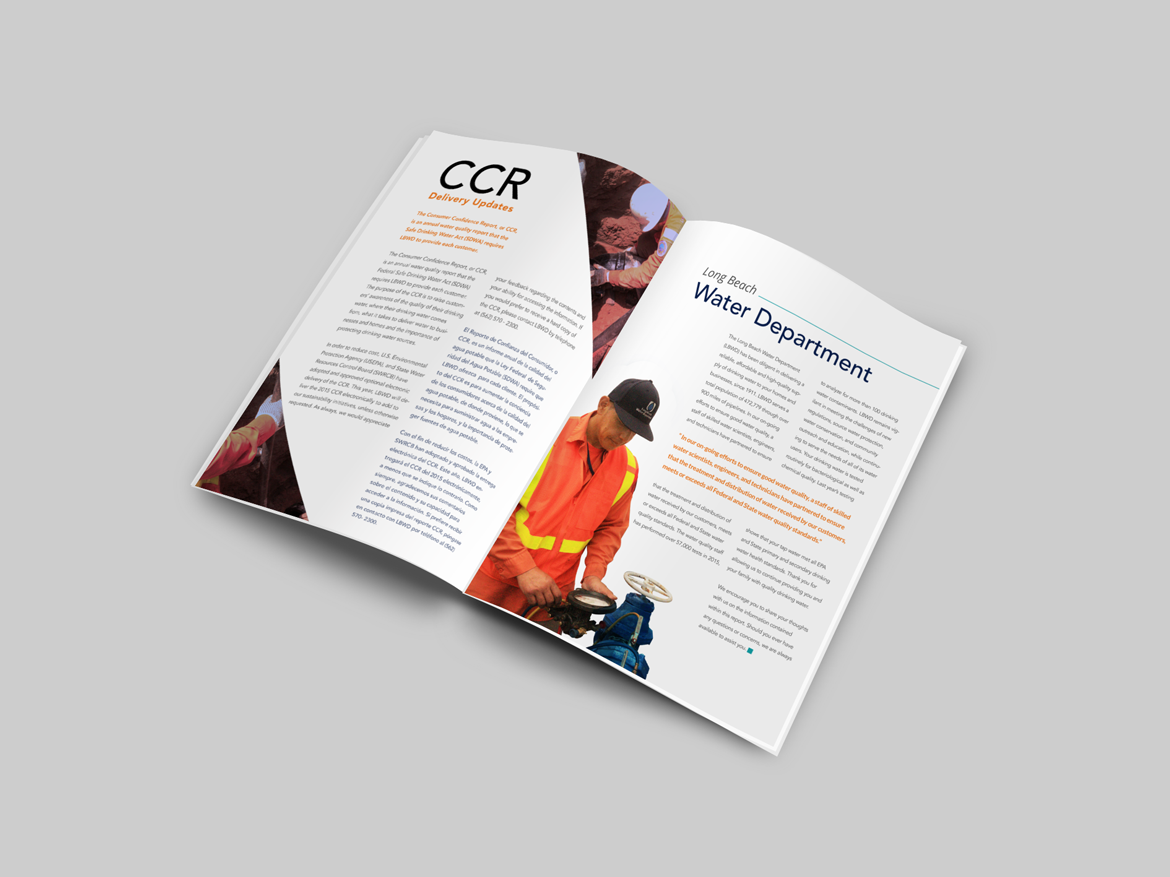 CCR
Delivery Updates
The Consumer Confidence Report, or CCR,
is an annual water quality report that the
Safe Drinking Water Act (SDWA) requires
LBWD to provide each customer.
The Consumer Confidence Report, or CCR,
is an annual water quality report that the
Federal Safe Drinking Water Act (SDWA)
requires LBWD to provide each customer.
The purpose of the CCR is to raise custom-
ers' awareness of the quality of their drinking
water, where their drinking water comes
from, what it takes to deliver water to busi-
nesses and homes and the importance of
protecting drinking water sources.
In order to reduce cost, U.S. Environmental
Protection Agency (USEPA), and State Water
Resources Control Board (SWRCB) have
adopted and approved optional electronic
delivery of the CCR. This year, LBWD will de-
liver the 2015 CCR electronically to add to
our sustainability initiatives, unless otherwise
requested. As always, we would appreciate
your feedback regarding the contents and
your ability for accessing the information. If
you would prefer to receive a hard copy of
the CCR, please contact LBWD by telephone
at (562) 570 - 2300.
El Reporte de Confianza del Consumidor, o
CCR, es un informe anual de la calidad del
agua potable que la Ley Federal de Segu-
ridad del Agua Potable (SDWA) require que
LBWD ofrezca para cada cliente. El propósi-
to del CCR es para aumentar la conciencia
de los consumidores acerca de la calidad del
agua potable, de donde proviene, lo que se
necesita para suministrar agua a las empre-
sas y los hogares, y la importancia de prote-
ger fuentes de agua potable.
Con el fin de reducir los costos, la EPA y
SWRCB han adoptado y aprobado la entrega
electrónica del CCR. Este año, LBWD en-
tregará el CCR del 2015 electrónicamente,
a menos que se indique lo contrario. Como
siempre, agradecemos sus comentarios
sobre el contenido y su capacidad para
acceder a la información. Si prefiere recibir
una copia impresa del reporte CCR, póngase
en contacto con LBWD por teléfono al (562)
570- 2300.
Long Beach
Water Department
The Long Beach Water Department
(LBWD) has been diligent in delivering a
reliable, affordable and high-quality sup-
ply of drinking water to your homes and
businesses, since 1911. LBWD serves a
total population of 472,779 through over
900 miles of pipelines. In our on-going
efforts to ensure good water quality, a
staff of skilled water scientists, engineers,
and technicians have partnered to ensure
"In our on-going efforts to ensure good water quality, a staff of skilled
water scientists, engineers, and technicians have partnered to ensure
that the treatment and distribution of water received by our customers,
meets or exceeds all Federal and State water quality standards."
that the treatment and distribution of
water received by our customers, meets
or exceeds all Federal and State water
quality standards. The water quality staff
has performed over 57,000 tests in 2015,
to analyze for more than 100 drinking
water contaminants. LBWD remains vig-
ilant in meeting the challenges of new
regulations, source water protection,
water conservation, and community
outreach and education, while continu-
ing to serve the needs of all of its water
users. Your drinking water is tested
routinely for bacteriological as well as
chemical quality. Last year's testing
shows that your tap water met all EPA
and State primary and secondary drinking
water health standards. Thank you for
allowing us to continue providing you and
your family with quality drinking water.
We encourage you to share your thoughts
with us on the information contained
within this report. Should you ever have
any questions or concerns, we are always
available to assist you.